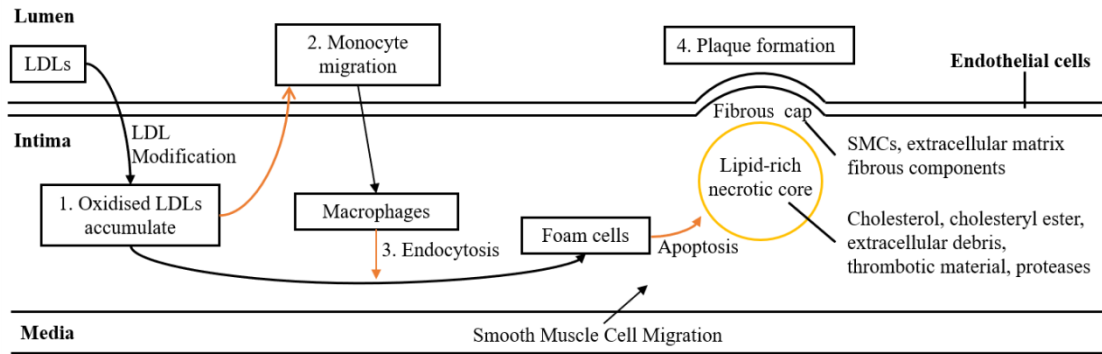 Lumen
LDLs
2. Monocyte
migration
4. Plaque formation
Endothelial cells
Intima
LDL
Modification
Fibrous cap
SMCs, extracellular matrix
fibrous components
1. Oxidised LDLs
accumulate
Macrophages
Lipid-rich
necrotic core
3. Endocytosis
Foam cells
Apoptosis
Cholesterol, cholesteryl ester,
extracellular debris,
thrombotic material, proteases
Media
Smooth Muscle Cell Migration